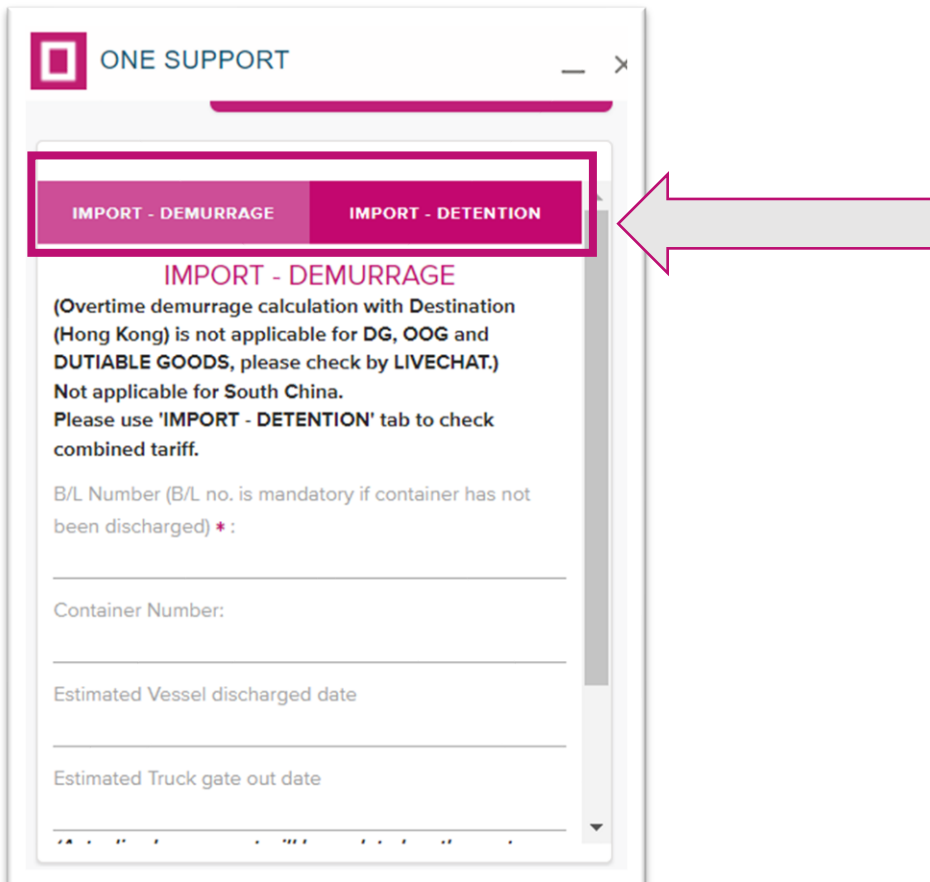 ONE SUPPORT
IMPORT - DEMURRAGE IMPORT - DETENTION
IMPORT - DEMURRAGE
(Overtime demurrage calculation with Destination
(Hong Kong) is not applicable for DG, OOG and
DUTIABLE GOODS, please check by LIVECHAT.)
Not applicable for South China.
Please use 'IMPORT - DETENTION' tab to check
combined tariff.
B/L Number (B/L no. is mandatory if container has not
been discharged) * :
Container Number:
Estimated Vessel discharged date
Estimated Truck gate out date